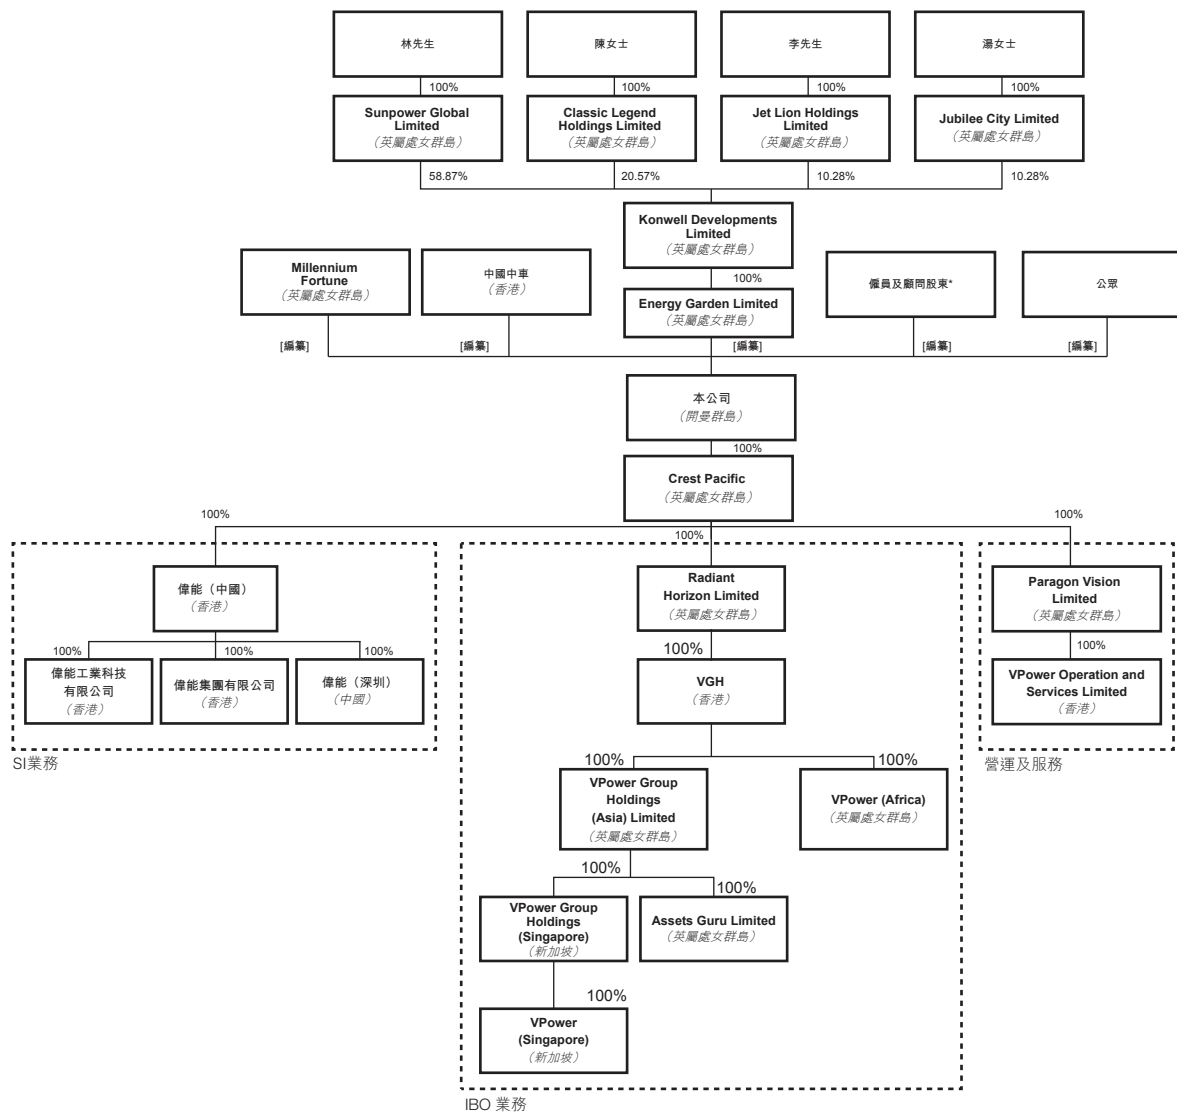 林先生
陳女士
李先生
湯女士
100%
100%
100%
100%
Sunpower Global
Limited
(英屬處女群島)
Classic Legend
Holdings Limited
(英屬處女群島)
Jet Lion Holdings
Limited
(英屬處女群島)
Jubilee City Limited
(英屬處女群島)
58.87%
20.57%
10.28%
10.28%
Konwell Developments
Limited
(英屬處女群島)
Millennium
Fortune
(英屬處女群島)
中國中車
(香港)
100%
Energy Garden Limited
(英屬處女群島)
僱員及顧問股東*
公眾
[編纂]
[編纂]
[編纂]
[編纂]
[編纂]
本公司
(開曼群島)
100%
Crest Pacific
(英屬處女群島)
100%
100%
100%
偉能（中國）
(香港)
100%
100%
100%
偉能工業科技
有限公司
(香港)
偉能集團有限公司
(香港)
偉能（深圳）
(中國)
SI業務
Radiant
Horizon Limited
(英屬處女群島)
100%
VGH
(香港)
100%
100%
VPower Group
Holdings
(Asia) Limited
(英屬處女群島)
VPower (Africa)
(英屬處女群島)
100%
100%
VPower Group
Holdings
(Singapore)
(新加坡)
Assets Guru Limited
(英屬處女群島)
100%
VPower
(Singapore)
(新加坡)
IBO 業務
Paragon Vision
Limited
(英屬處女群島)
100%
VPower Operation and
Services Limited
(香港)
營運及服務